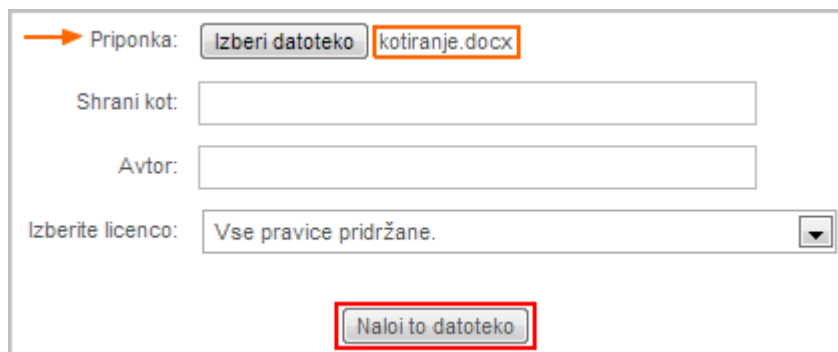 Priponka: Izberi datoteko kotiranje.docx
Shrani kot:
Avtor:
Izberite licenco: Vse pravice pridržane.
Naloi to datoteko